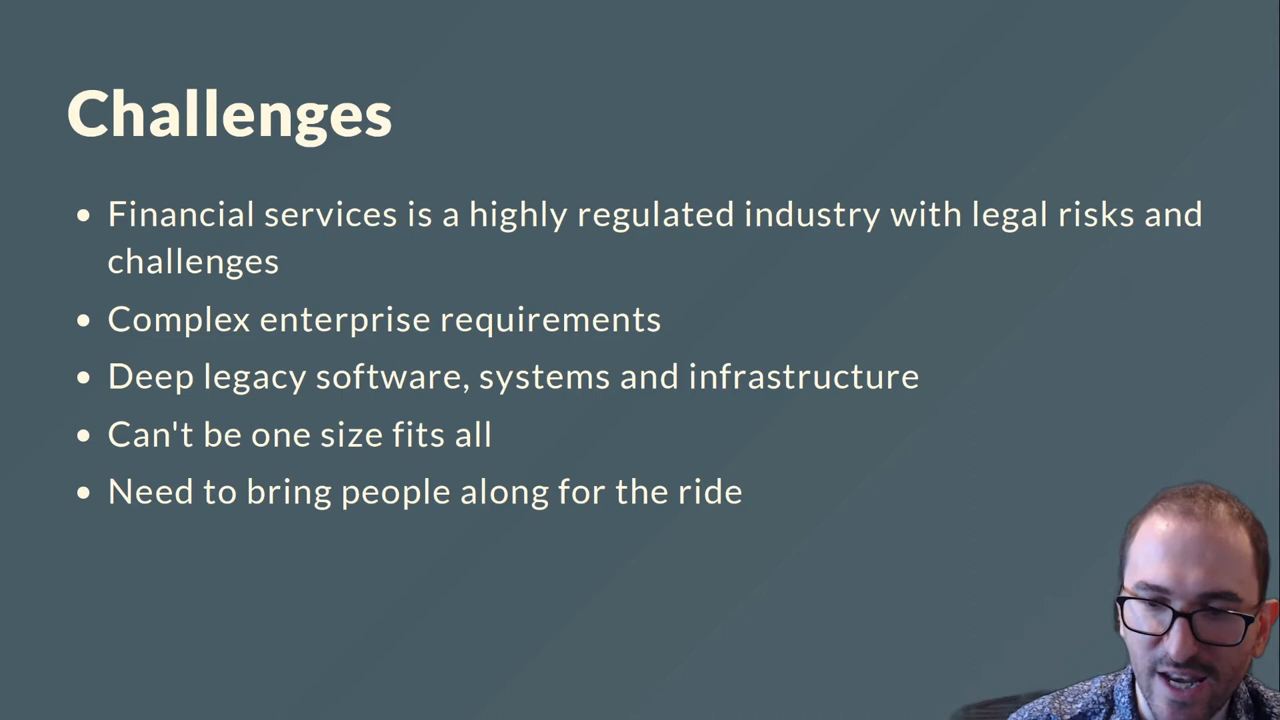 Challenges
• Financial services is a highly regulated industry with legal risks and
challenges
• Complex enterprise requirements
• Deep legacy software, systems and infrastructure
• Can't be one size fits all
• Need to bring people along for the ride